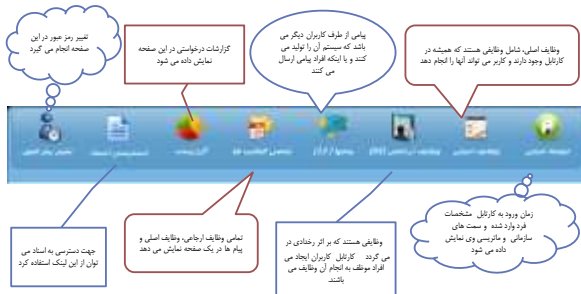 تغییر رمز عبور در این
صفحه انجام می گیرد
گزارشات درخواستی در این صفحه
نمایش داده می شود
پیامی از طرف کاربران دیگر می
باشد که سیستم آن را تولید می
کنند و یا اینکه افراد پیامی ارسال
می کنند
وظایف اصلی، شامل وظایفی هستند که همیشه در
کارتابل وجود دارند و کاربر می تواند آنها را انجام دهد
جهت دسترسی به اسناد می
توان از این لینک استفاده کرد
تمامی وظایف ارجاعی، وظایف اصلی و
پیام ها در یک صفحه نمایش می دهد
وظایفی هستند که بر اثر رخدادی در
کارتابل کاربران ایجاد می گردد
افراد موظف به انجام آن وظایف می
باشند.
زمان ورود به کارتابل مشخصات
فرد وارد شده و سمت های
سازمانی و ماتریسی وی نمایش
داده می شود